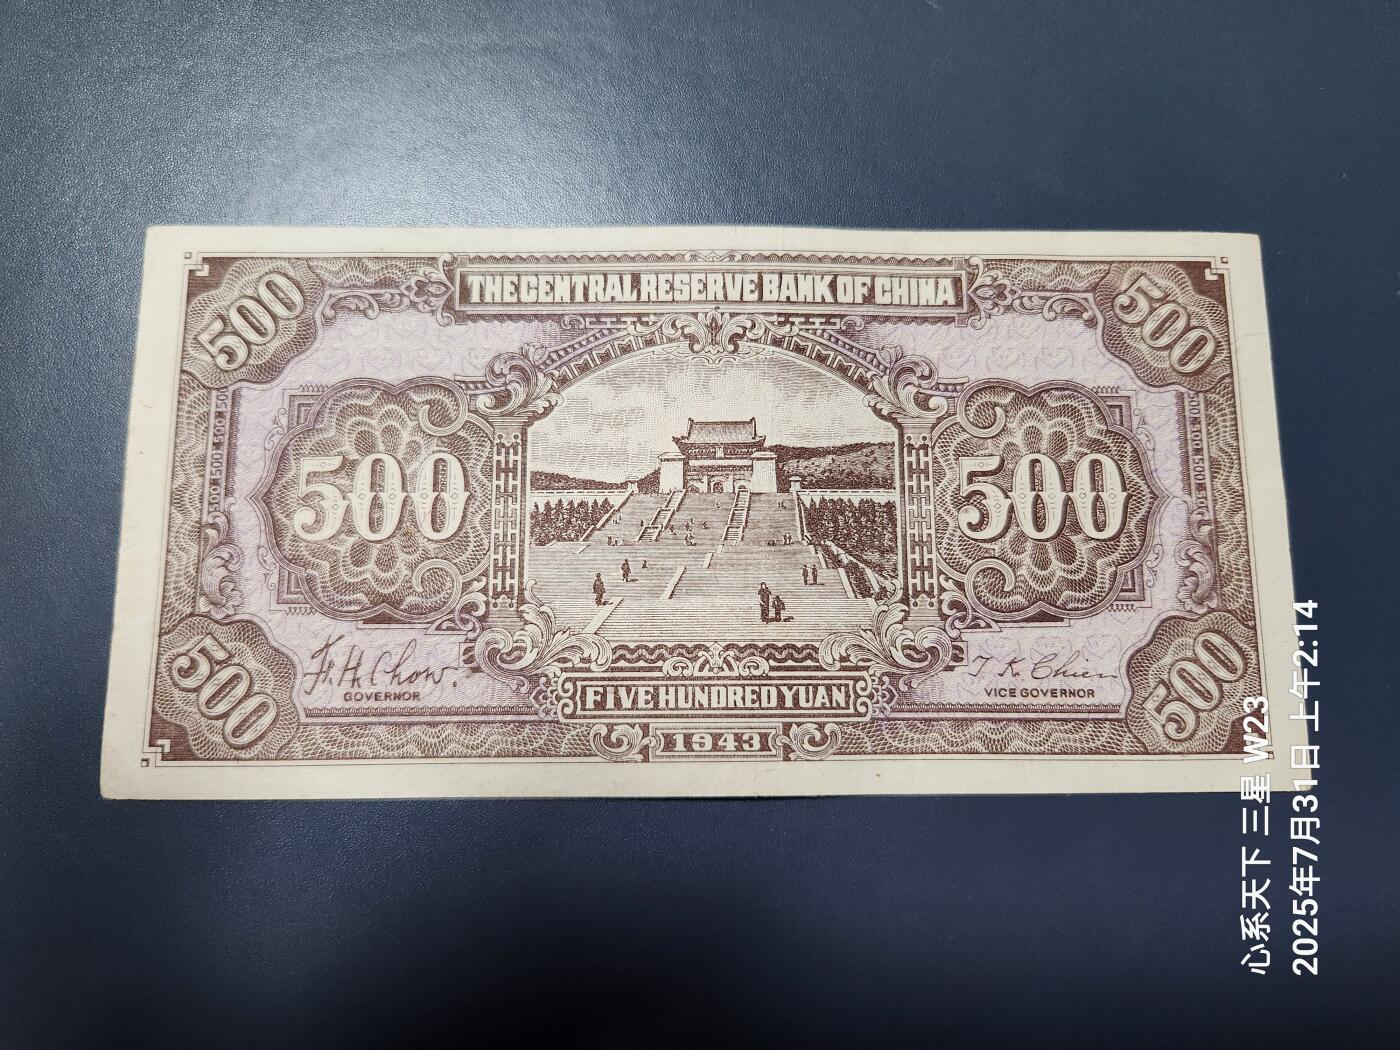 500
THE CENTRAL RESERVE BANK OF CHINA
500
500
500
F. H. Chow.
GOVERNOR
T. K. Chien
VICE GOVERNOR
500
FIVE HUNDRED YUAN
500
1943
心系天下 三星 W23
2025年7月31日 上午2:14